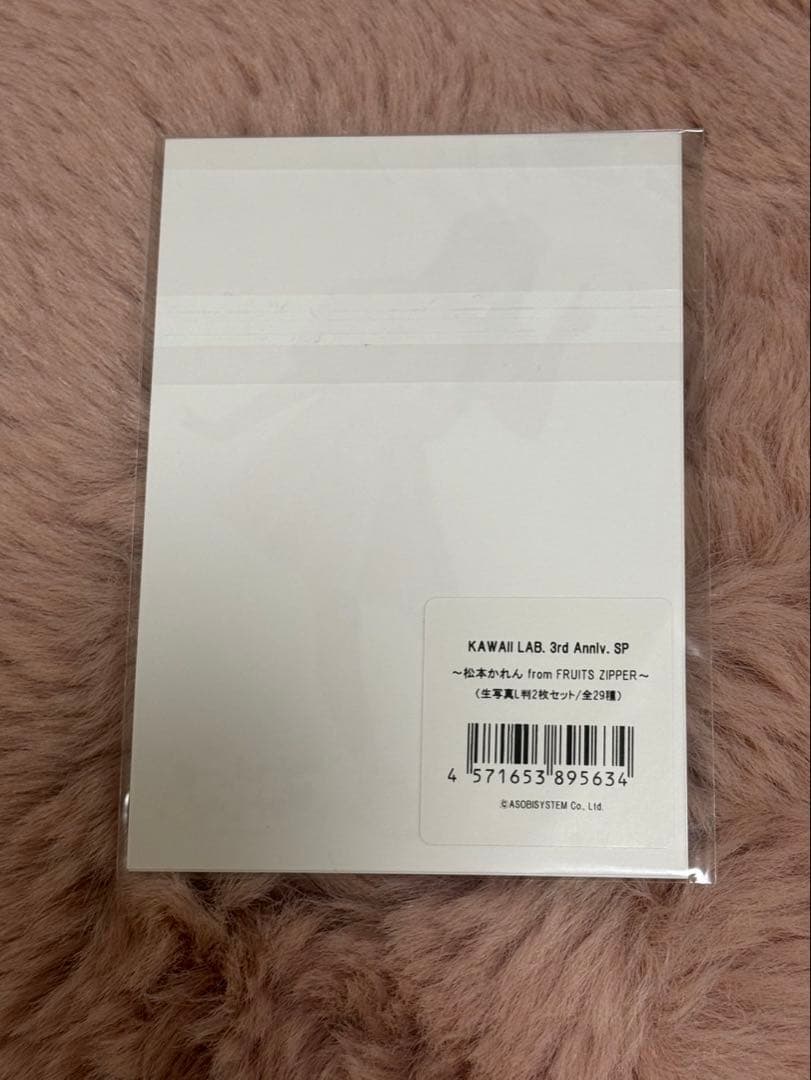 KAWAII LAB. 3rd Anniv. SP
～松本かれん from FRUITS ZIPPER～
（生写真L判2枚セット/全29種）
4 571653 895634
©ASOBISYSTEM Co., Ltd.